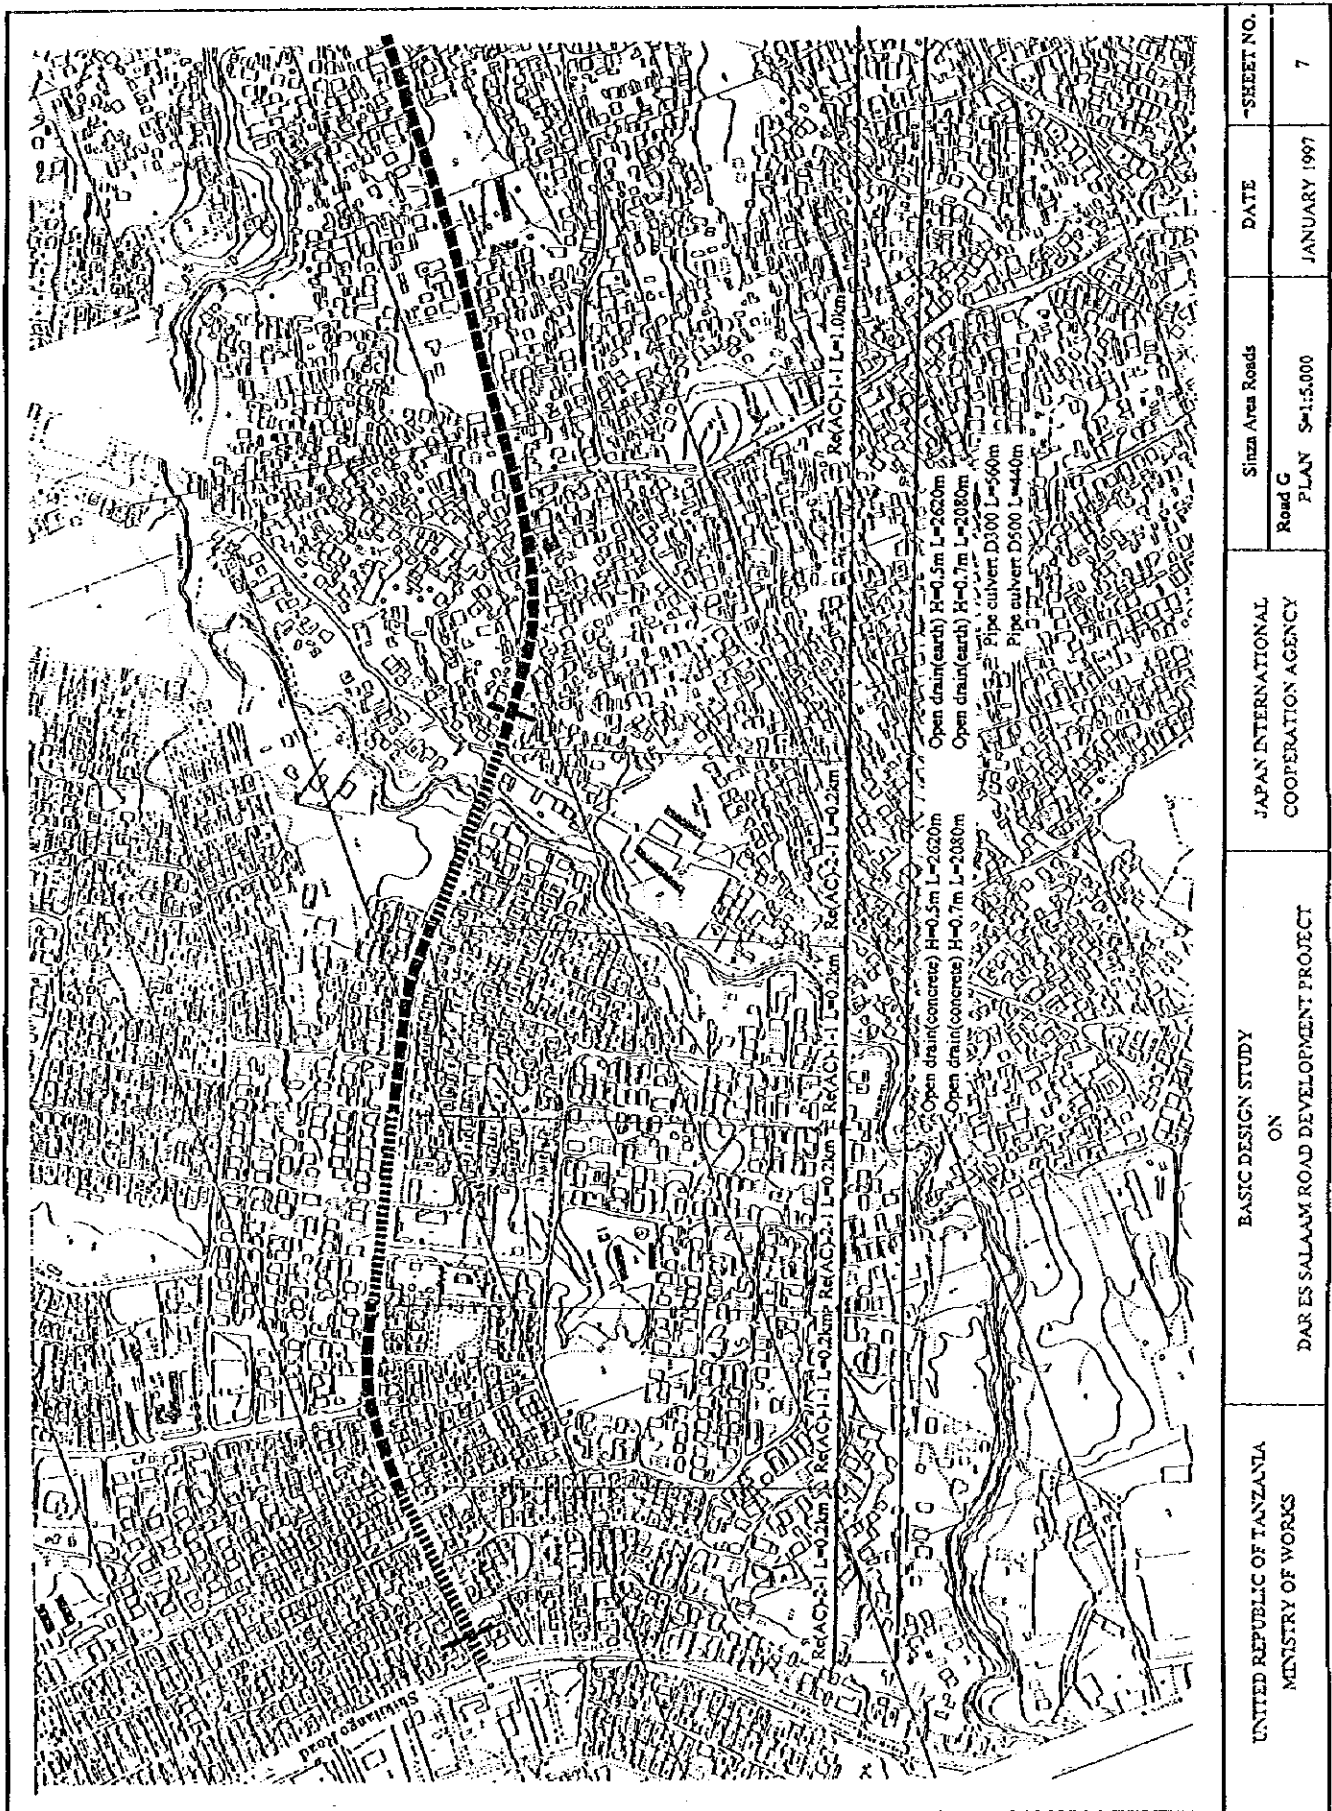 Shekilango Road
Re(AC)-2-1 L=0.2km
Re(AC)-1-1 L=0.2km
Re(AC)-2-1 L=0.2km
Re(AC)-1-1 L=0.2km
Re(AC)-2-1 L=0.2km
Re(AC)-1-1 L=1.0km
Open drain(concrete) H=0.5m L=2620m
Open drain(concrete) H=0.7m L=2080m
Open drain(earth) H=0.5m L=2620m
Open drain(earth) H=0.7m L=2080m
Pipe culvert D300 L=560m
Pipe culvert D500 L=440m
UNITED REPUBLIC OF TANZANIA
MINISTRY OF WORKS
BASIC DESIGN STUDY
ON
DAR ES SALAAM ROAD DEVELOPMENT PROJECT
JAPAN INTERNATIONAL
COOPERATION AGENCY
Sinza Area Roads
Road G
PLAN S=1:5,000
DATE
JANUARY 1997
SHEET NO.
7